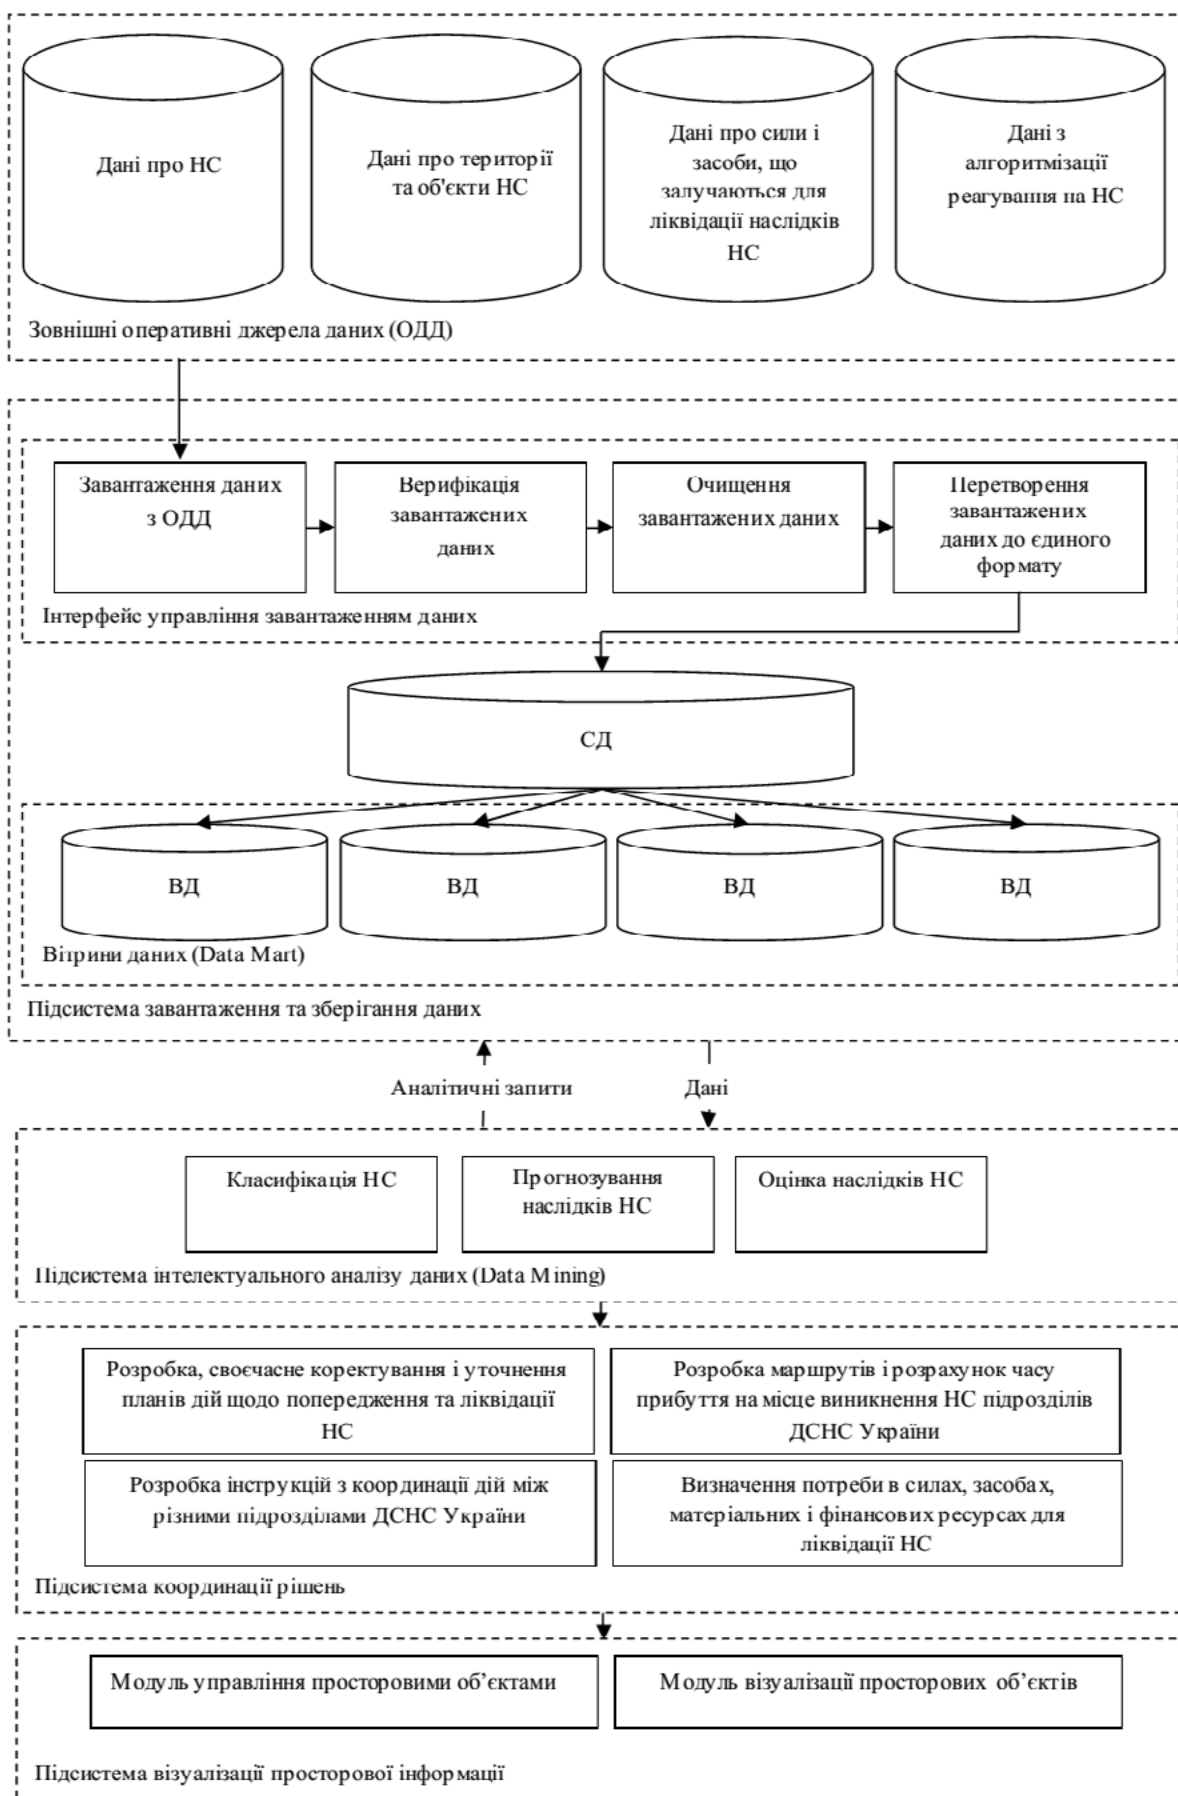 Дані про НС
Дані про території
та об'єкти НС
Дані про сили і
засоби, що
залучаються для
ліквідації наслідків
НС
Дані з
алгоритмізації
реагування на НС
Зовнішні оперативні джерела даних (ОДД)
Завантаження даних
з ОДД
Верифікація
завантажених
даних
Очищення
завантажених даних
Перетворення
завантажених
даних до єдиного
формату
Інтерфейс управління завантаженням даних
СД
ВД
ВД
ВД
ВД
Вітрини даних (Data Mart)
Підсистема завантаження та зберігання даних
Аналітичні запити
Дані
Класифікація НС
Прогнозування
наслідків НС
Оцінка наслідків НС
Підсистема інтелектуального аналізу даних (Data Mining)
Розробка, своєчасне коректування і уточнення
планів дій щодо попередження та ліквідації
НС
Розробка маршрутів і розрахунок часу
прибуття на місце виникнення НС підрозділів
ДСНС України
Розробка інструкцій з координації дій між
різними підрозділами ДСНС України
Визначення потреби в силах, засобах,
матеріальних і фінансових ресурсах для
ліквідації НС
Підсистема координації рішень
Модуль управління просторовими об’єктами
Модуль візуалізації просторових об’єктів
Підсистема візуалізації просторової інформації